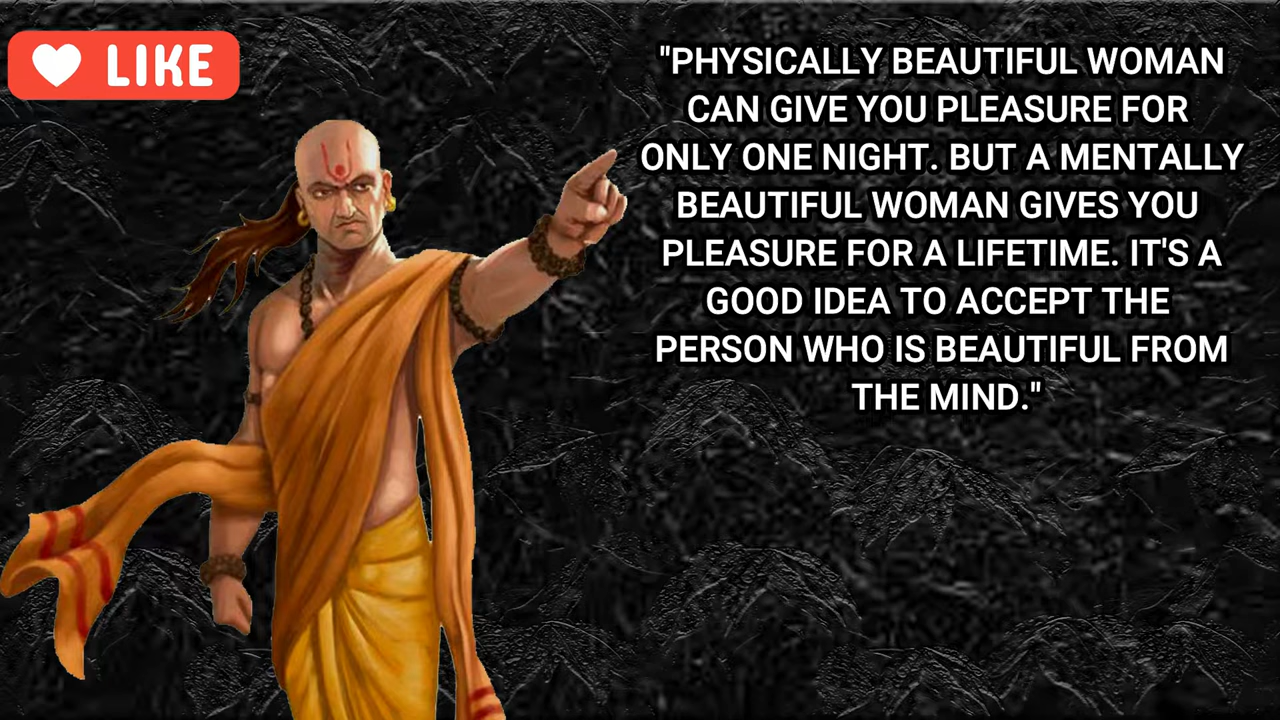 LIKE
"PHYSICALLY BEAUTIFUL WOMAN
CAN GIVE YOU PLEASURE FOR
ONLY ONE NIGHT. BUT A MENTALLY
BEAUTIFUL WOMAN GIVES YOU
PLEASURE FOR A LIFETIME. IT'S A
GOOD IDEA TO ACCEPT THE
PERSON WHO IS BEAUTIFUL FROM
THE MIND."